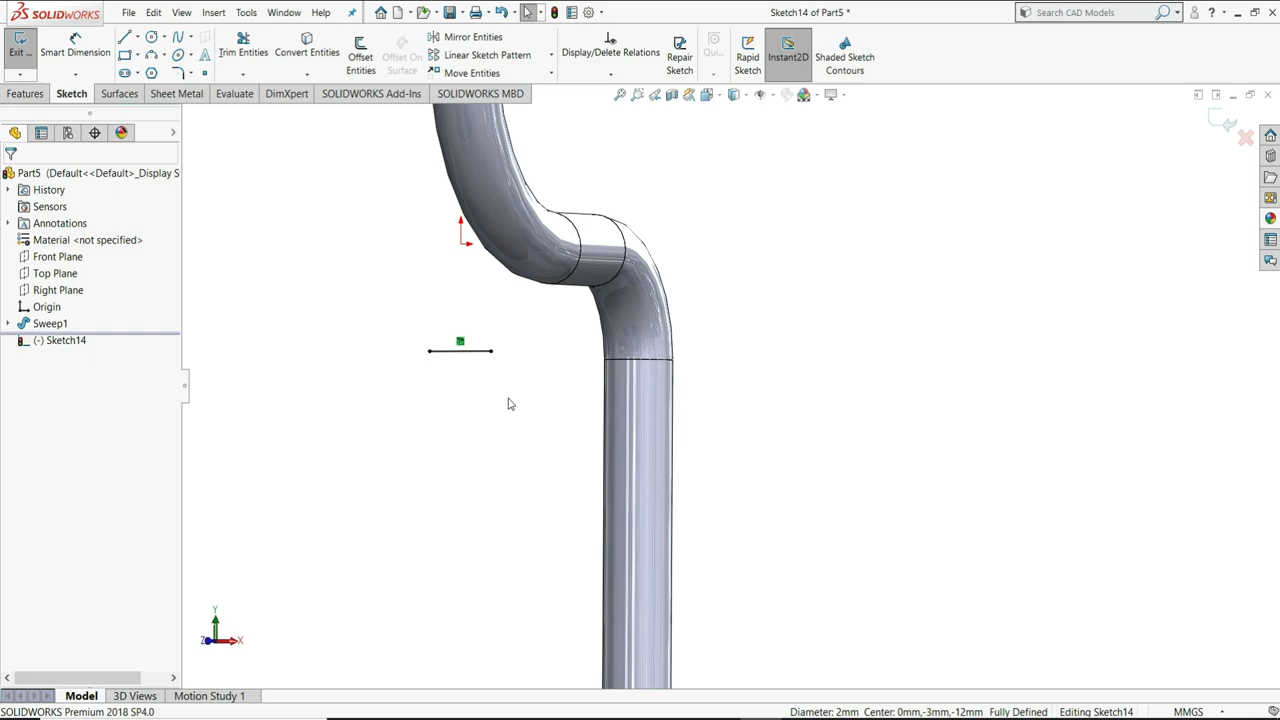 SOLIDWORKS File Edit View Insert Tools Window Help Sketch14 of Part5 * Search CAD Models ?
Exit ... Smart Dimension Trim Entities Convert Entities Offset Entities Offset On Surface Mirror Entities Linear Sketch Pattern Move Entities Display/Delete Relations Repair Sketch Qui... Rapid Sketch Instant2D Shaded Sketch Contours
Features Sketch Surfaces Sheet Metal Evaluate DimXpert SOLIDWORKS Add-Ins SOLIDWORKS MBD
Part5 (Default<<Default>_Display S
History
Sensors
Annotations
Material <not specified>
Front Plane
Top Plane
Right Plane
Origin
Sweep1
(-) Sketch14
Y
Z X
Model 3D Views Motion Study 1
SOLIDWORKS Premium 2018 SP4.0 Diameter: 2mm Center: 0mm,-3mm,-12mm Fully Defined Editing Sketch14 MMGS